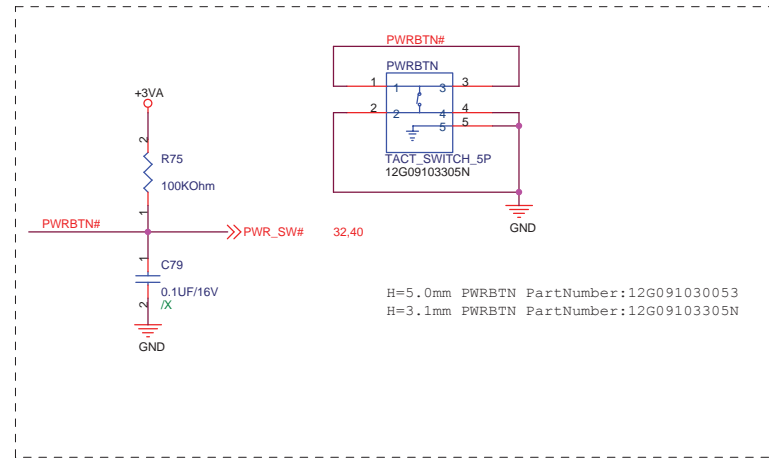 PWRBTN#
PWRBTN
1 1 3 3
2 2 4 4
5 5
TACT_SWITCH_5P
12G09103305N
GND
+3VA
2
R75
100KOhm
1
PWRBTN#
PWR_SW# 32,40
1
C79
0.1UF/16V
/X
2
GND
H=5.0mm PWRBTN PartNumber:12G091030053
H=3.1mm PWRBTN PartNumber:12G09103305N